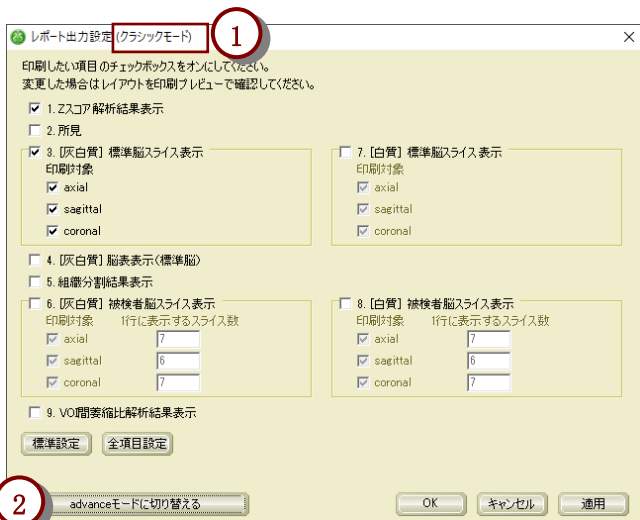 レポート出力設定 (クラシックモード)
1
印刷したい項目のチェックボックスをオンにしてください。
変更した場合はレイアウトを印刷プレビューで確認してください。
1. Zスコア解析結果表示
2. 所見
3. [灰白質] 標準脳スライス表示
印刷対象
axial
sagittal
coronal
7. [白質] 標準脳スライス表示
印刷対象
axial
sagittal
coronal
4. [灰白質] 脳表表示(標準脳)
5. 組織分割結果表示
6. [灰白質] 被検者脳スライス表示
印刷対象 1行に表示するスライス数
axial 7
sagittal 6
coronal 7
8. [白質] 被検者脳スライス表示
印刷対象 1行に表示するスライス数
axial 7
sagittal 6
coronal 7
9. VOI間萎縮比解析結果表示
標準設定 全項目設定
2
advanceモードに切り替える OK キャンセル 適用